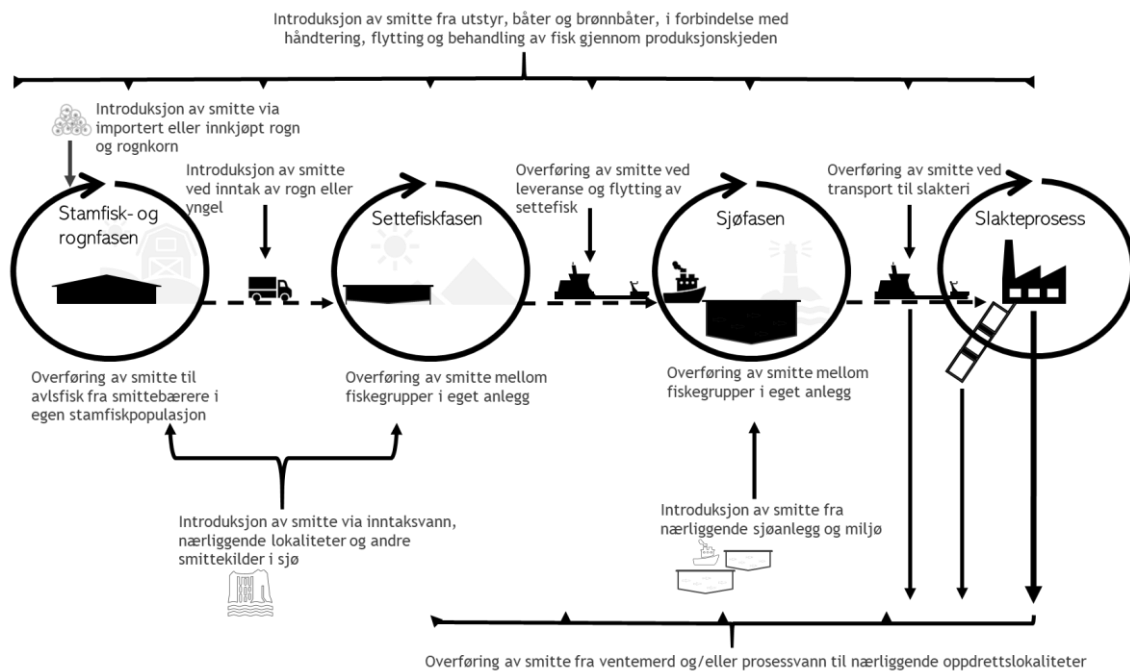 Introduksjon av smitte fra utstyr, båter og brønnbåter, i forbindelse med
håndtering, flytting og behandling av fisk gjennom produksjonskjeden
Introduksjon av smitte via
importert eller innkjøpt rogn
og rognkorn
Introduksjon av smitte
ved inntak av rogn eller
yngel
Overføring av smitte ved
leveranse og flytting av
settefisk
Overføring av smitte ved
transport til slakteri
Stamfisk- og
rognfasen
Settefiskfasen
Sjøfasen
Slakteprosess
Overføring av smitte til
avlsfisk fra smittebærere i
egen stamfiskpopulasjon
Overføring av smitte mellom
fiskegrupper i eget anlegg
Overføring av smitte mellom
fiskegrupper i eget anlegg
Introduksjon av smitte via inntaksvann,
nærliggende lokaliteter og andre
smittekilder i sjø
Introduksjon av smitte fra
nærliggende sjøanlegg og miljø
Overføring av smitte fra ventemerd og/eller prosessvann til nærliggende oppdrettslokaliteter